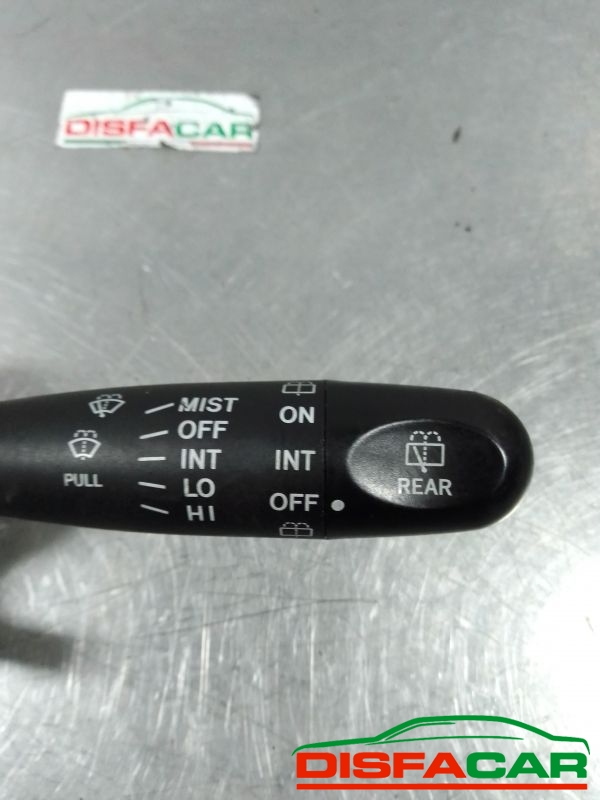 DISFACAR
MIST ON
OFF
INT INT
PULL
LO OFF
HI
REAR
DISFACAR